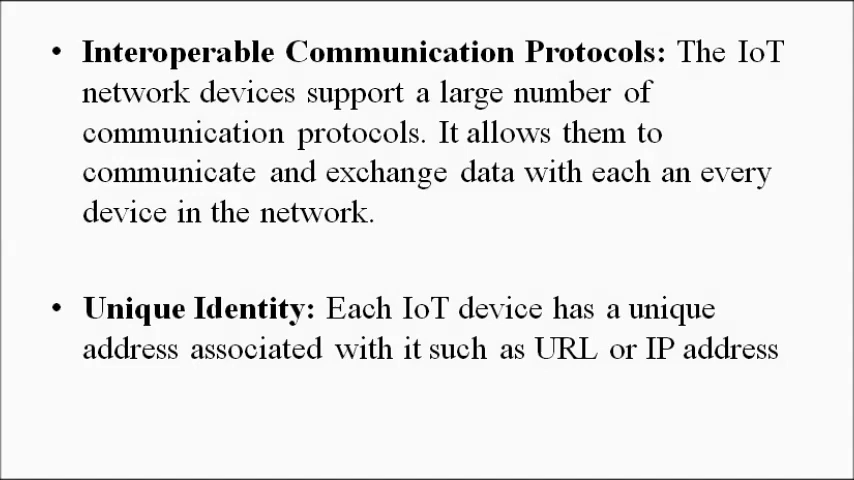 • Interoperable Communication Protocols: The IoT
network devices support a large number of
communication protocols. It allows them to
communicate and exchange data with each an every
device in the network.
• Unique Identity: Each IoT device has a unique
address associated with it such as URL or IP address